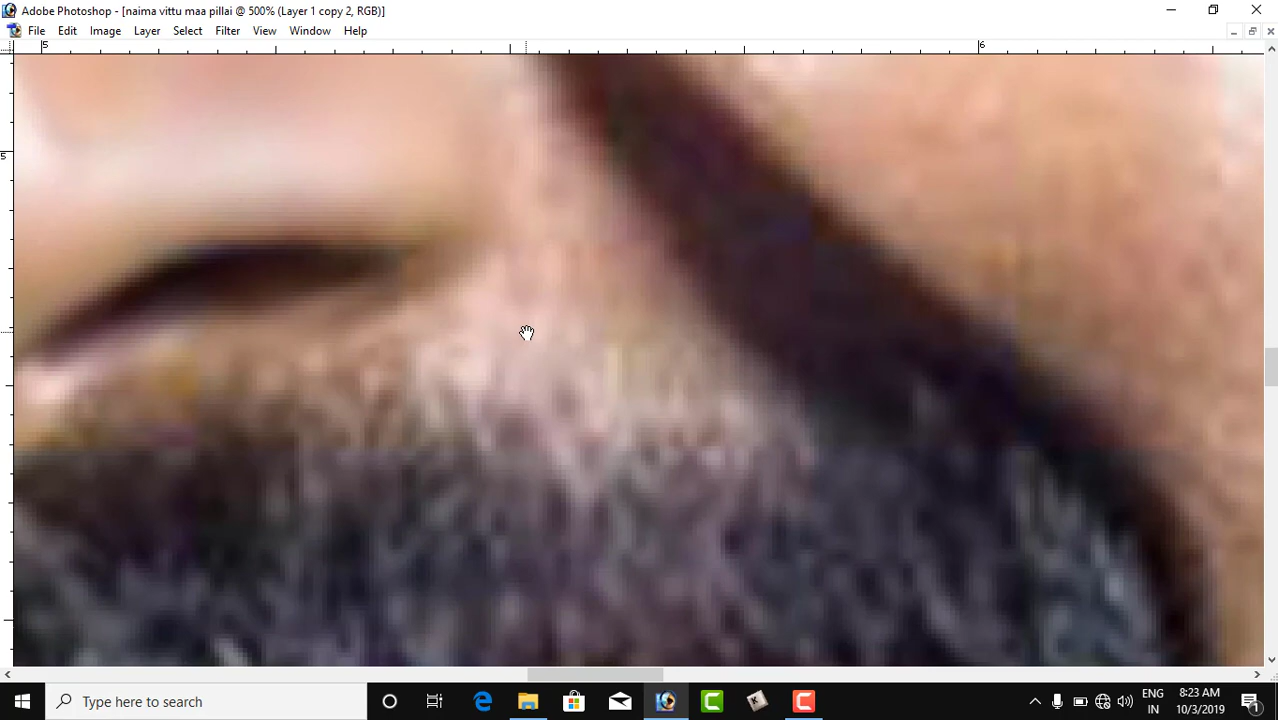 Adobe Photoshop - [naima vittu maa pillai @ 500% (Layer 1 copy 2, RGB)]
File Edit Image Layer Select Filter View Window Help
5 6
5
Type here to search
ENG 8:23 AM
IN 10/3/2019
1